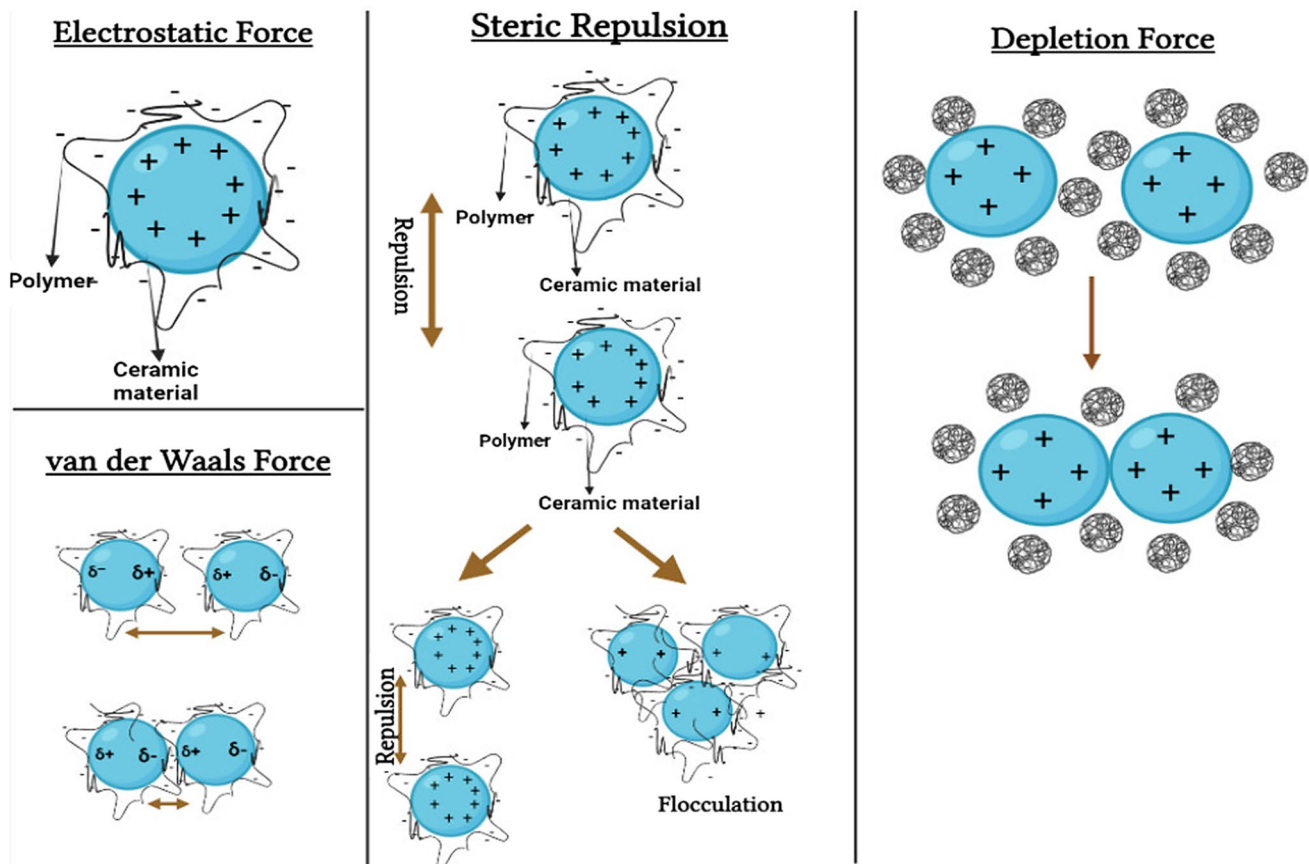 Electrostatic Force
- - - - - - - - - - - -
+ + + + + + + +
Polymer
Ceramic
material
van der Waals Force
δ- δ+ δ+ δ-
δ+ δ- δ+ δ-
Steric Repulsion
+ + + + + + + +
Polymer
Repulsion
Ceramic material
+ + + + + + + +
Polymer
Ceramic material
Repulsion
+ + + + + + + +
+ + + + + + + +
+ + + +
+ + +
Flocculation
Depletion Force
+ + + + + + + +
+ + + + + + + +